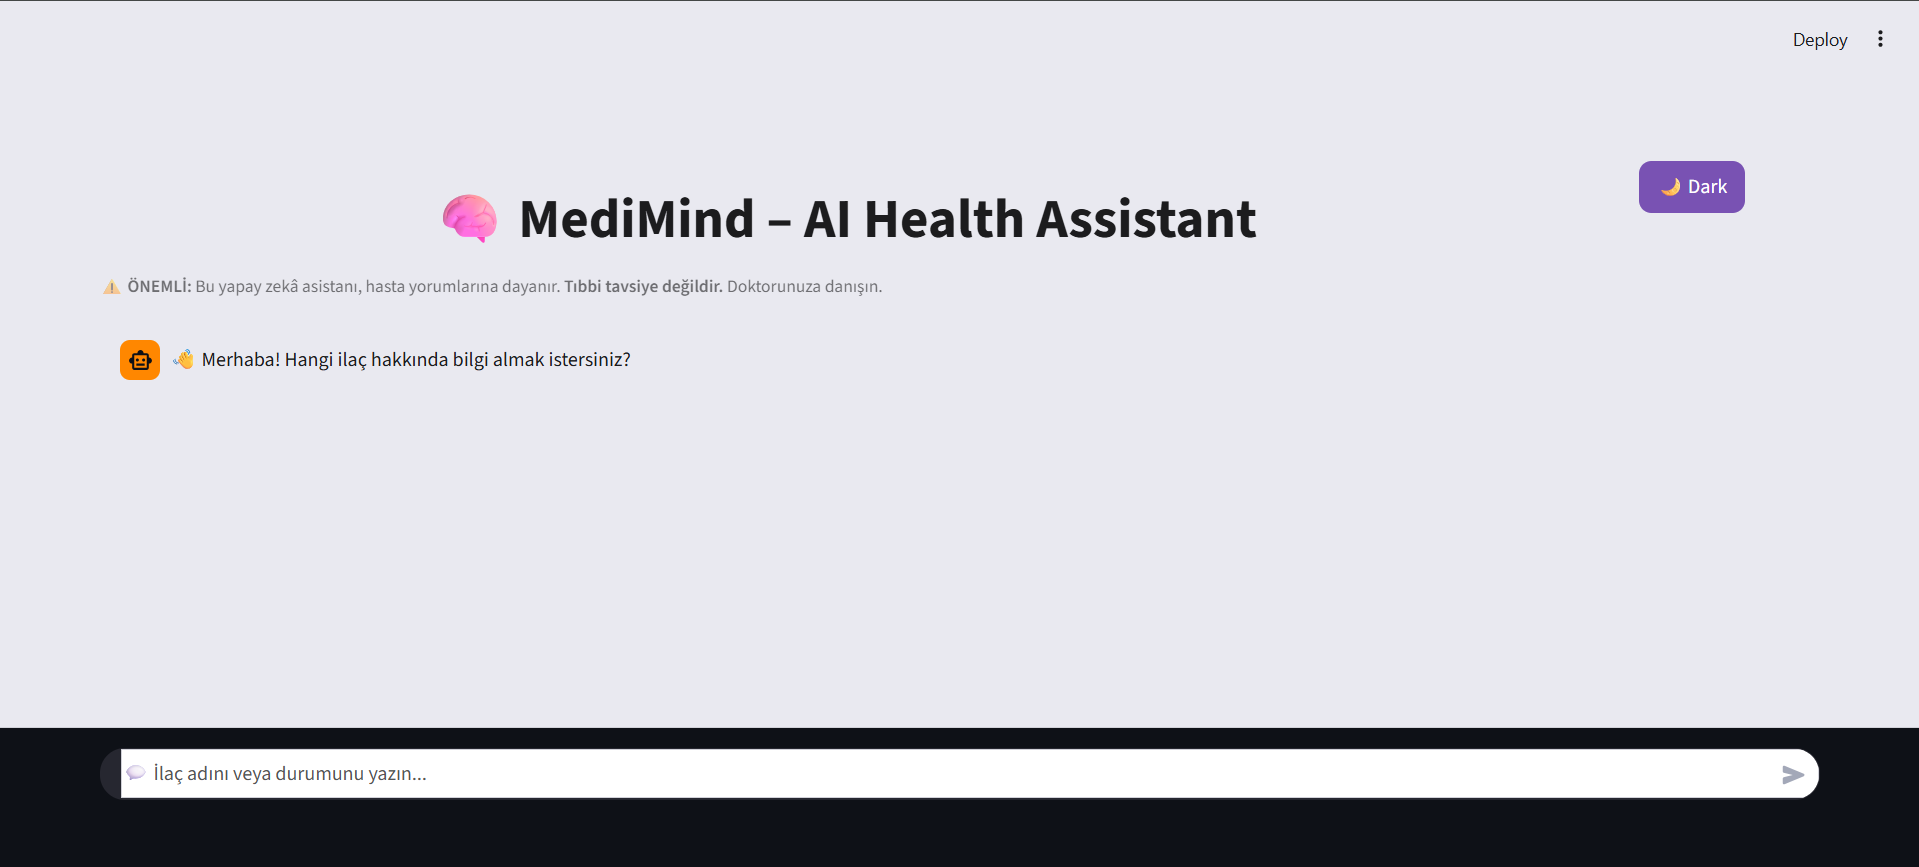 Deploy
🌙 Dark
🧠 MediMind – AI Health Assistant
⚠️ ÖNEMLİ: Bu yapay zekâ asistanı, hasta yorumlarına dayanır. Tıbbi tavsiye değildir. Doktorunuza danışın.
👋 Merhaba! Hangi ilaç hakkında bilgi almak istersiniz?
💬 İlaç adını veya durumunu yazın...